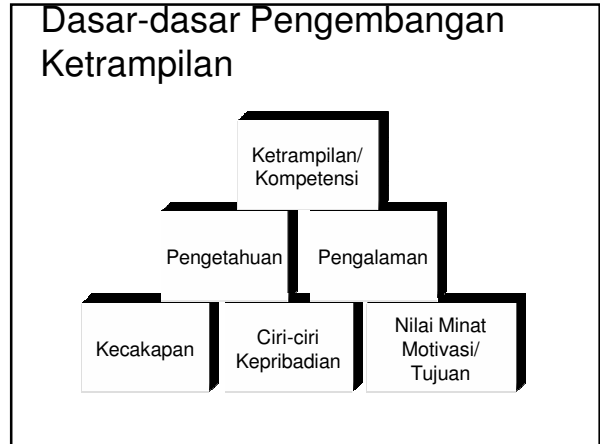 Dasar-dasar Pengembangan
Ketrampilan
Ketrampilan/
Kompetensi
Pengetahuan
Pengalaman
Kecakapan
Ciri-ciri
Kepribadian
Nilai Minat
Motivasi/
Tujuan